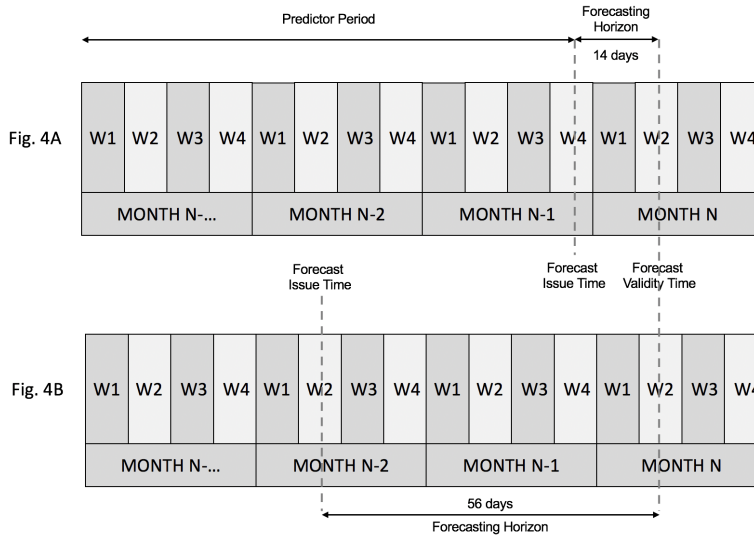 Predictor Period
Forecasting
Horizon
14 days
Fig. 4A
W1 W2 W3 W4 W1 W2 W3 W4 W1 W2 W3 W4 W1 W2 W3 W4
MONTH N-... MONTH N-2 MONTH N-1 MONTH N
Forecast
Issue Time
Forecast
Issue Time
Forecast
Validity Time
Fig. 4B
W1 W2 W3 W4 W1 W2 W3 W4 W1 W2 W3 W4 W1 W2 W3 W4
MONTH N-... MONTH N-2 MONTH N-1 MONTH N
56 days
Forecasting Horizon